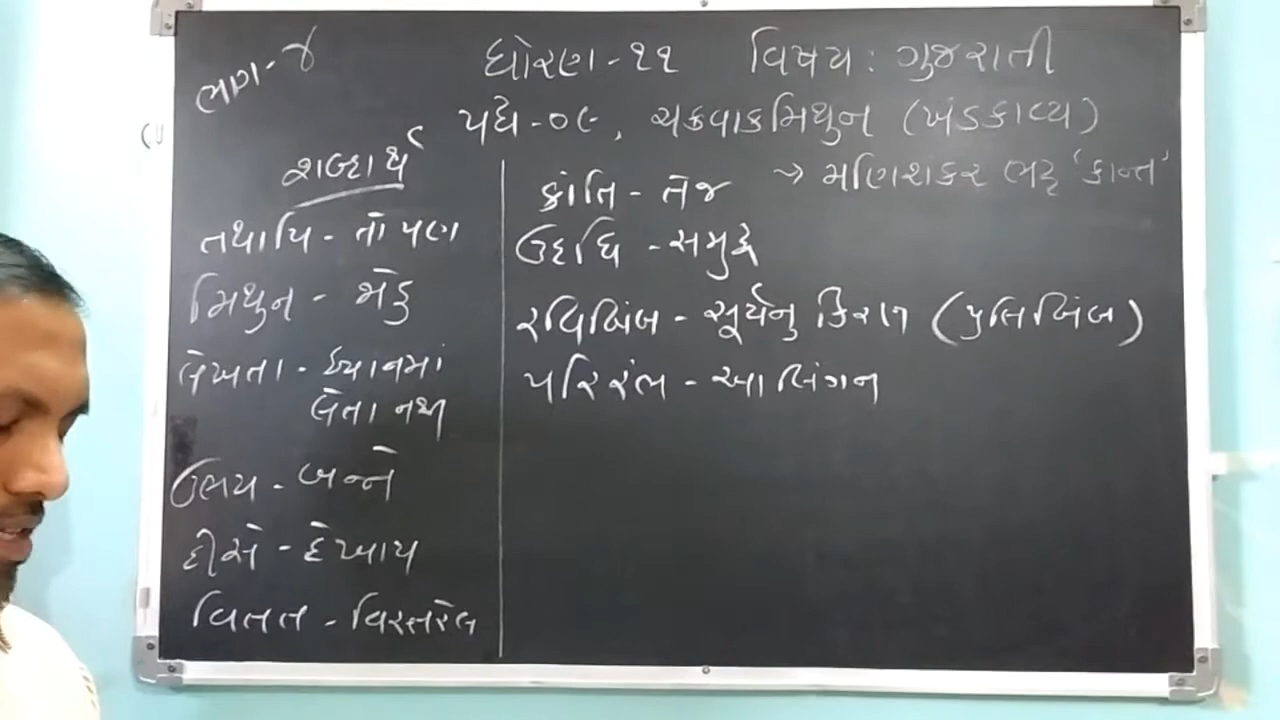 ભાગ-૪
ધોરણ-૧૧ વિષય: ગુજરાતી
પદ્ય-૦૯, ચક્રવાકમિથુન (ખંડકાવ્ય)
→ મણિશંકર ભટ્ટ 'કાન્ત'
શબ્દાર્થ
તથાપિ - તો પણ
મિથુન - જોડું
લેખતા - ધ્યાનમાં
લેતા નથી
ઉભય - બન્ને
દીસે - દેખાય
વિતત - વિસ્તરેલ
ક્રાંતિ - તેજ
ઉદધિ - સમુદ્ર
રવિબિંબ - સૂર્યનુ કિરણ (પ્રતિબિંબ)
પરિરંભ - આલિંગન